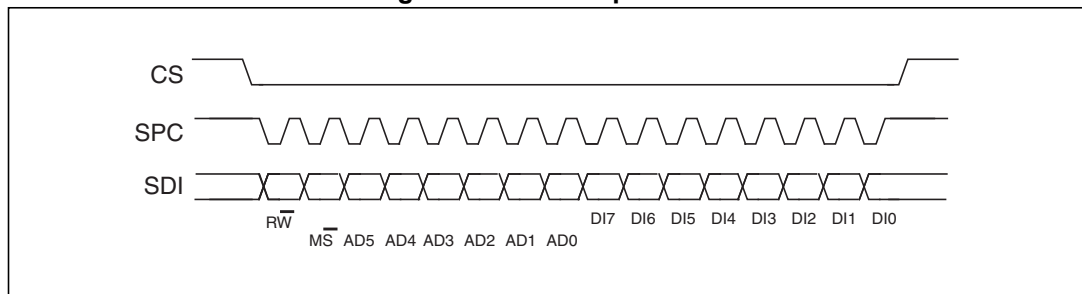 CS
SPC
SDI
RW̅ DI7 DI6 DI5 DI4 DI3 DI2 DI1 DI0
MS̅ AD5 AD4 AD3 AD2 AD1 AD0